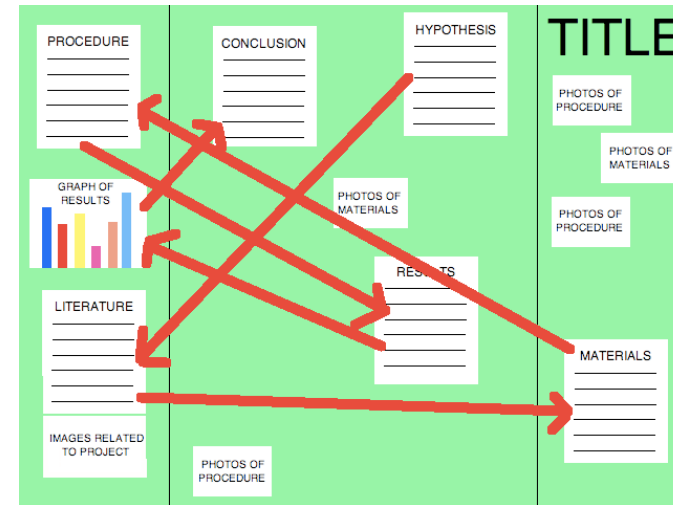 PROCEDURE
GRAPH OF
RESULTS
LITERATURE
IMAGES RELATED
TO PROJECT
CONCLUSION
HYPOTHESIS
PHOTOS OF
MATERIALS
RESULTS
PHOTOS OF
PROCEDURE
TITLE
PHOTOS OF
PROCEDURE
PHOTOS OF
MATERIALS
PHOTOS OF
PROCEDURE
MATERIALS